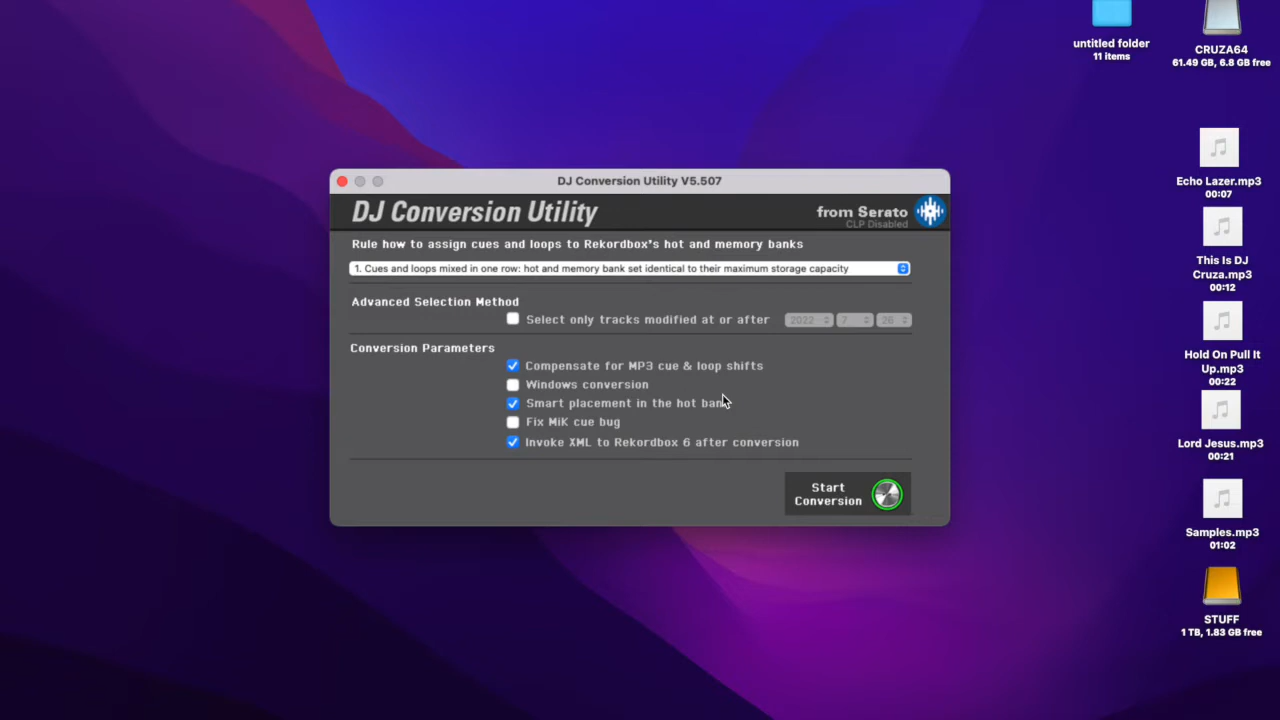 untitled folder
11 items
CRUZA64
61.49 GB, 6.8 GB free
Echo Lazer.mp3
00:07
This Is DJ
Cruza.mp3
00:12
Hold On Pull It
Up.mp3
00:22
Lord Jesus.mp3
00:21
Samples.mp3
01:02
STUFF
1 TB, 1.83 GB free
DJ Conversion Utility V5.507
DJ Conversion Utility
from Serato
CLP Disabled
Rule how to assign cues and loops to Rekordbox's hot and memory banks
1. Cues and loops mixed in one row: hot and memory bank set identical to their maximum storage capacity
Advanced Selection Method
Select only tracks modified at or after 2022 7 26
Conversion Parameters
Compensate for MP3 cue & loop shifts
Windows conversion
Smart placement in the hot bank
Fix MiK cue bug
Invoke XML to Rekordbox 6 after conversion
Start
Conversion